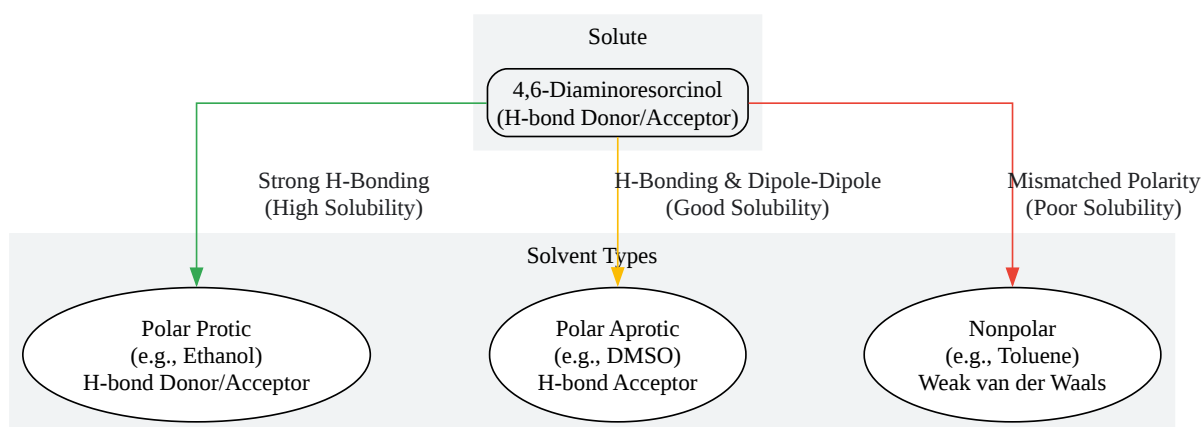 Solute
4,6-Diaminoresorcinol
(H-bond Donor/Acceptor)
Strong H-Bonding
(High Solubility)
H-Bonding & Dipole-Dipole
(Good Solubility)
Mismatched Polarity
(Poor Solubility)
Solvent Types
Polar Protic
(e.g., Ethanol)
H-bond Donor/Acceptor
Polar Aprotic
(e.g., DMSO)
H-bond Acceptor
Nonpolar
(e.g., Toluene)
Weak van der Waals